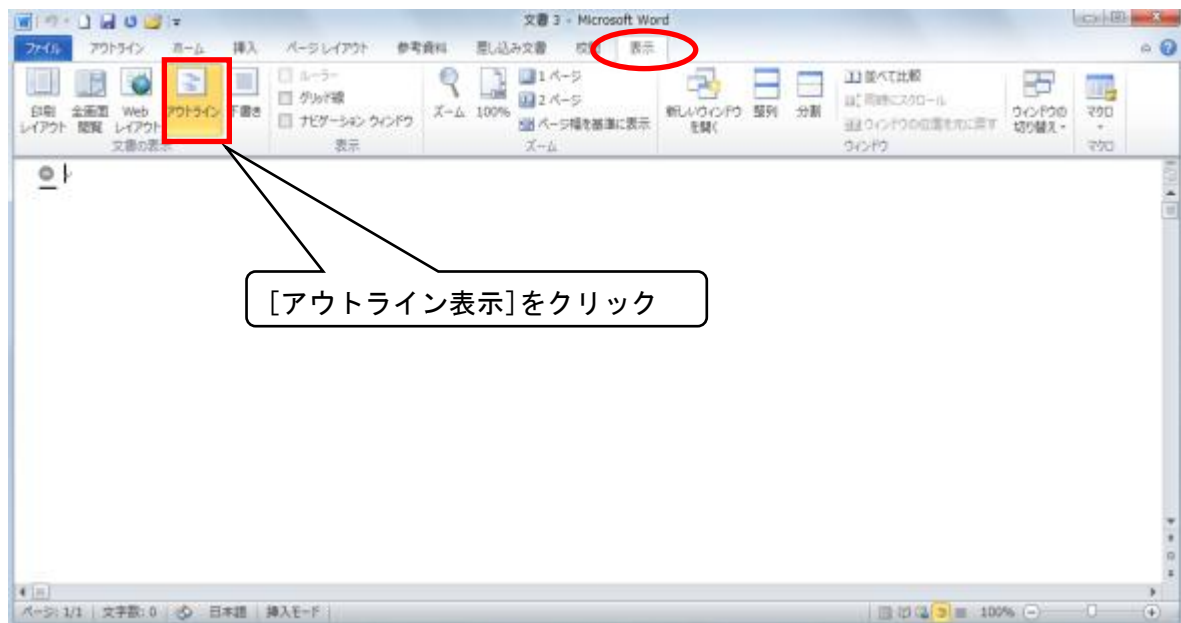 文書 3 - Microsoft Word
ファイル アウトライン ホーム 挿入 ページ レイアウト 参考資料 差し込み文書 校閲 表示
印刷 レイアウト
全画面 閲覧
Web レイアウト
アウトライン
下書き
文書の表示
ルーラー
グリッド線
ナビゲーション ウィンドウ
表示
ズーム
100%
1 ページ
2 ページ
ページ幅を基準に表示
ズーム
新しいウィンドウ を開く
整列
分割
並べて比較
同時にスクロール
ウィンドウの位置を元に戻す
ウィンドウの 切り替え
ウィンドウ
マクロ
マクロ
[アウトライン表示]をクリック
ページ: 1/1 文字数: 0 日本語 挿入モード 100%